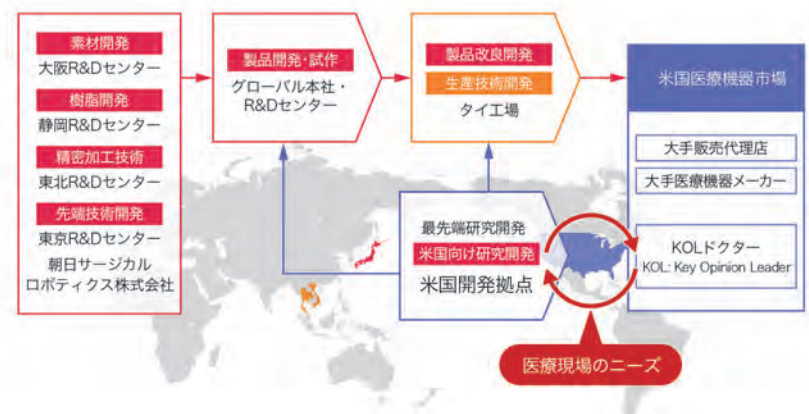 素材開発
大阪R&Dセンター
樹脂開発
静岡R&Dセンター
精密加工技術
東北R&Dセンター
先端技術開発
東京R&Dセンター
朝日サージカル
ロボティクス株式会社
製品開発・試作
グローバル本社・
R&Dセンター
製品改良開発
生産技術開発
タイ工場
米国医療機器市場
大手販売代理店
大手医療機器メーカー
KOLドクター
KOL: Key Opinion Leader
最先端研究開発
米国向け研究開発
米国開発拠点
医療現場のニーズ